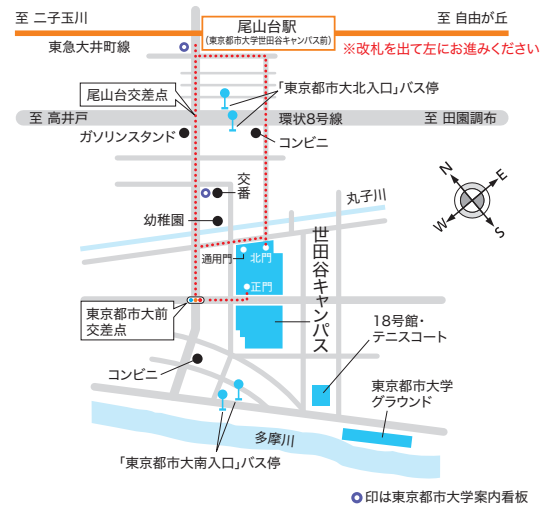 至 二子玉川
尾山台駅
(東京都市大学世田谷キャンパス前)
至 自由が丘
東急大井町線
※改札を出て左にお進みください
尾山台交差点
「東京都市大北入口」バス停
至 高井戸
環状8号線
至 田園調布
ガソリンスタンド
コンビニ
N
E
W
S
交番
丸子川
幼稚園
世田谷キャンパス
通用門
北門
正門
東京都市大前
交差点
18号館・
テニスコート
コンビニ
東京都市大学
グラウンド
多摩川
「東京都市大南入口」バス停
印は東京都市大学案内看板